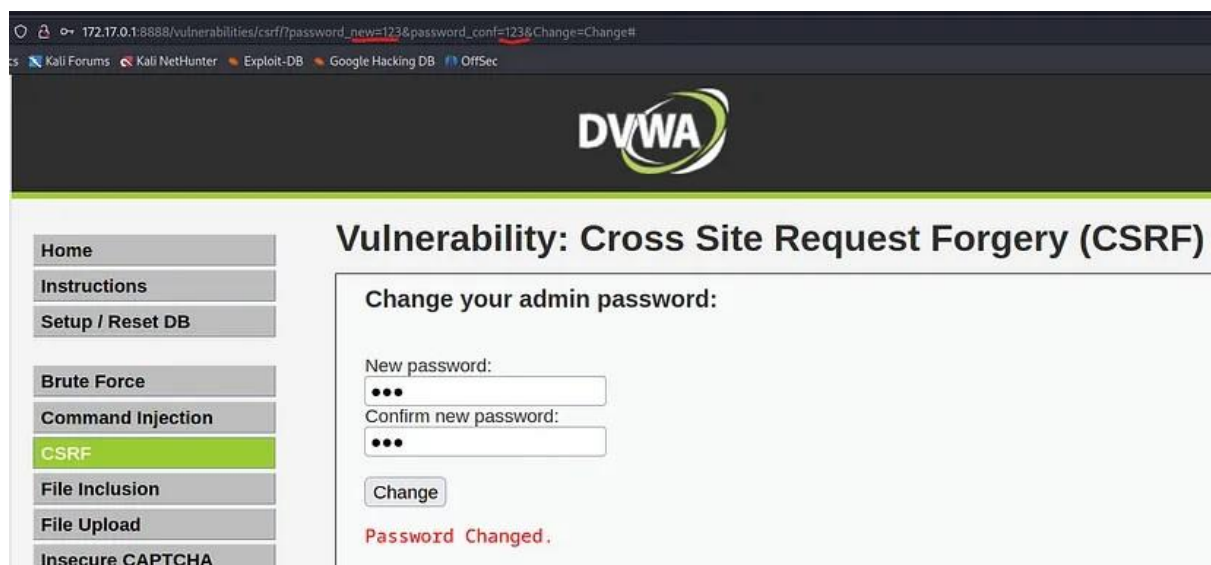 172.17.0.1:8888/vulnerabilities/csrf/?password_new=123&password_conf=123&Change=Change#
cs Kali Forums Kali NetHunter Exploit-DB Google Hacking DB OffSec
DVWA
Vulnerability: Cross Site Request Forgery (CSRF)
Home
Instructions
Setup / Reset DB
Brute Force
Command Injection
CSRF
File Inclusion
File Upload
Insecure CAPTCHA
Change your admin password:
New password:
•••
Confirm new password:
•••
Change
Password Changed.